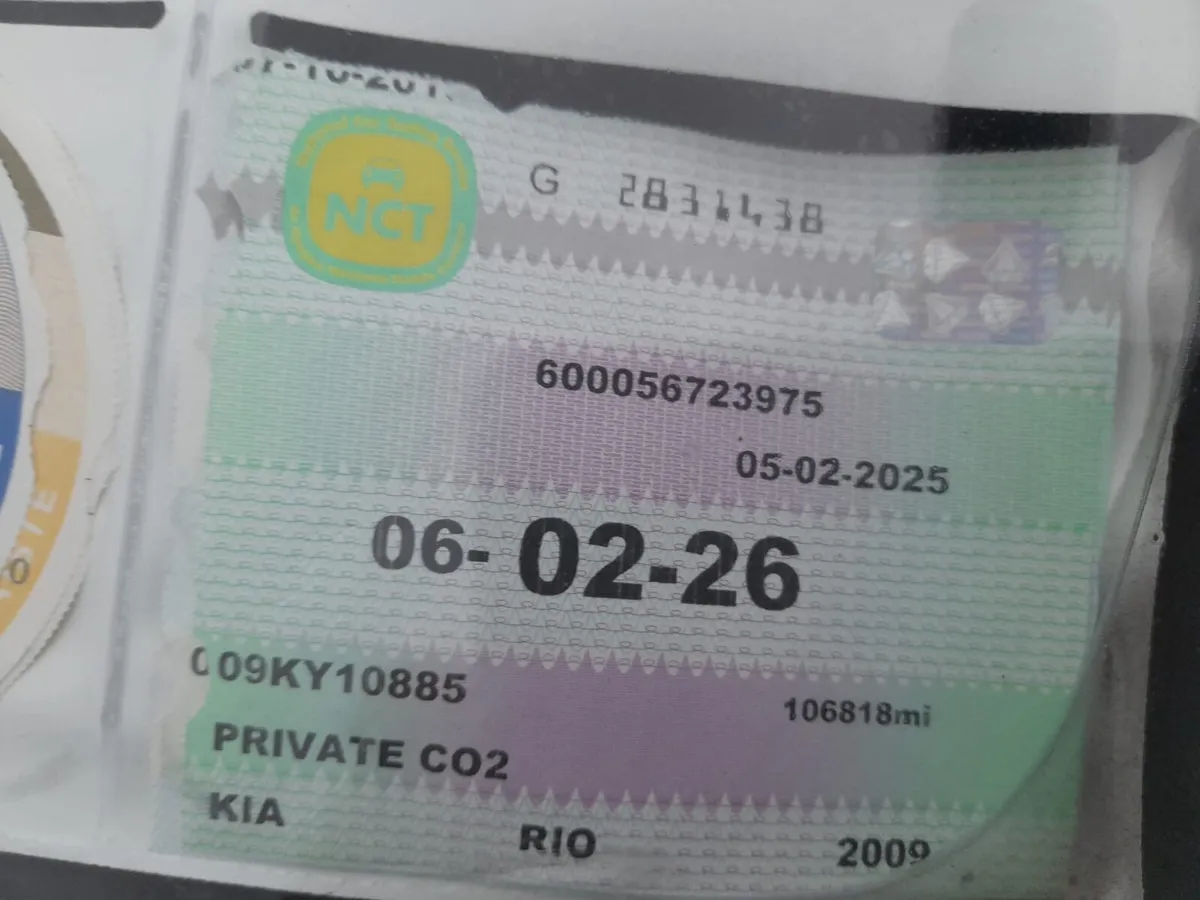 NCT
G 2831438
600056723975
05-02-2025
06-02-26
09KY10885
106818mi
PRIVATE CO2
KIA RIO 2009